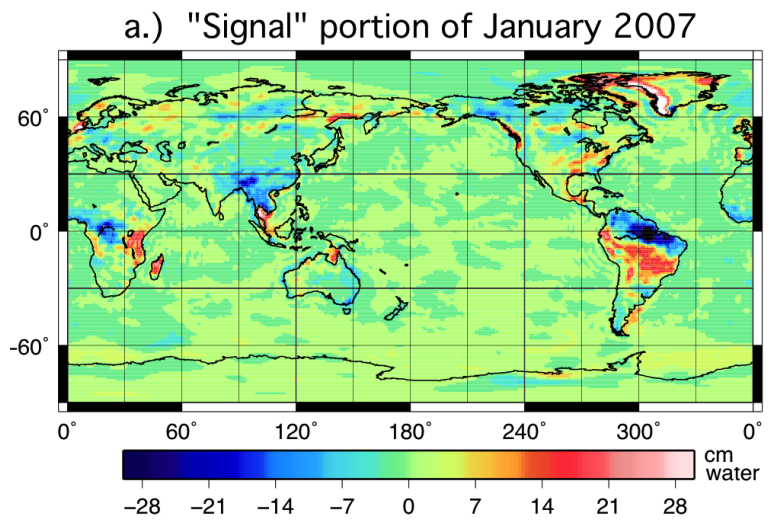 a.) "Signal" portion of January 2007
60°
0°
-60°
0° 60° 120° 180° 240° 300° 0°
cm
water
−28 −21 −14 −7 0 7 14 21 28